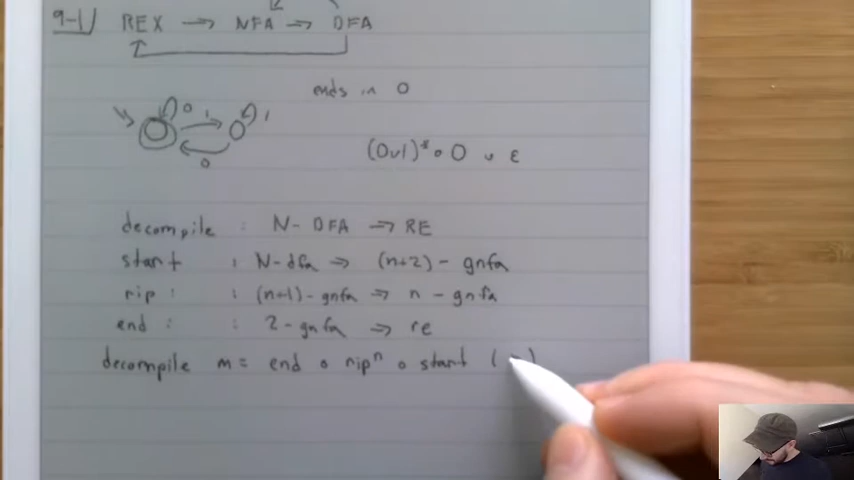 9-1/ REX → NFA → DFA
ends in 0
0 1 1
0
(0∪1)*∘0 ∪ ε
decompile : N-DFA → RE
start : N-dfa → (n+2)-gnfa
rip : : (n+1)-gnfa → n-gnfa
end : : 2-gnfa → re
decompile m = end ∘ ripⁿ ∘ start ( )